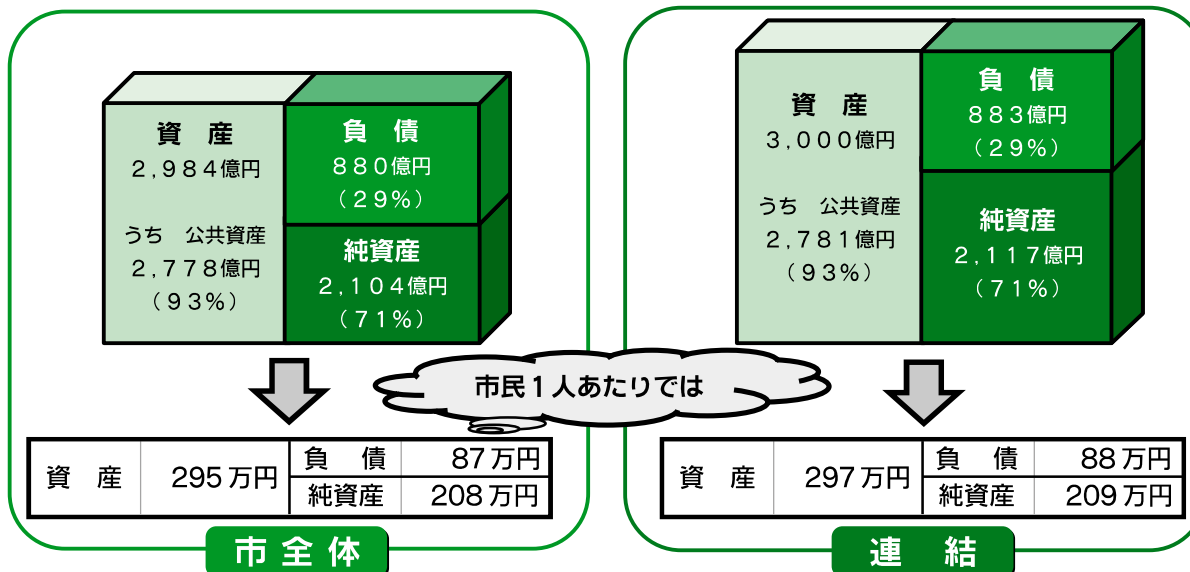 資　産
２,９８４億円
うち　公共資産
２,７７８億円
（９３％）
負　債
８８０億円
（２９％）
純資産
２,１０４億円
（７１％）
資　産
３,０００億円
うち　公共資産
２,７８１億円
（９３％）
負　債
８８３億円
（２９％）
純資産
２,１１７億円
（７１％）
市民１人あたりでは
資　産　295万円　負　債　87万円
純資産　208万円
市全体
資　産　297万円　負　債　88万円
純資産　209万円
連　結